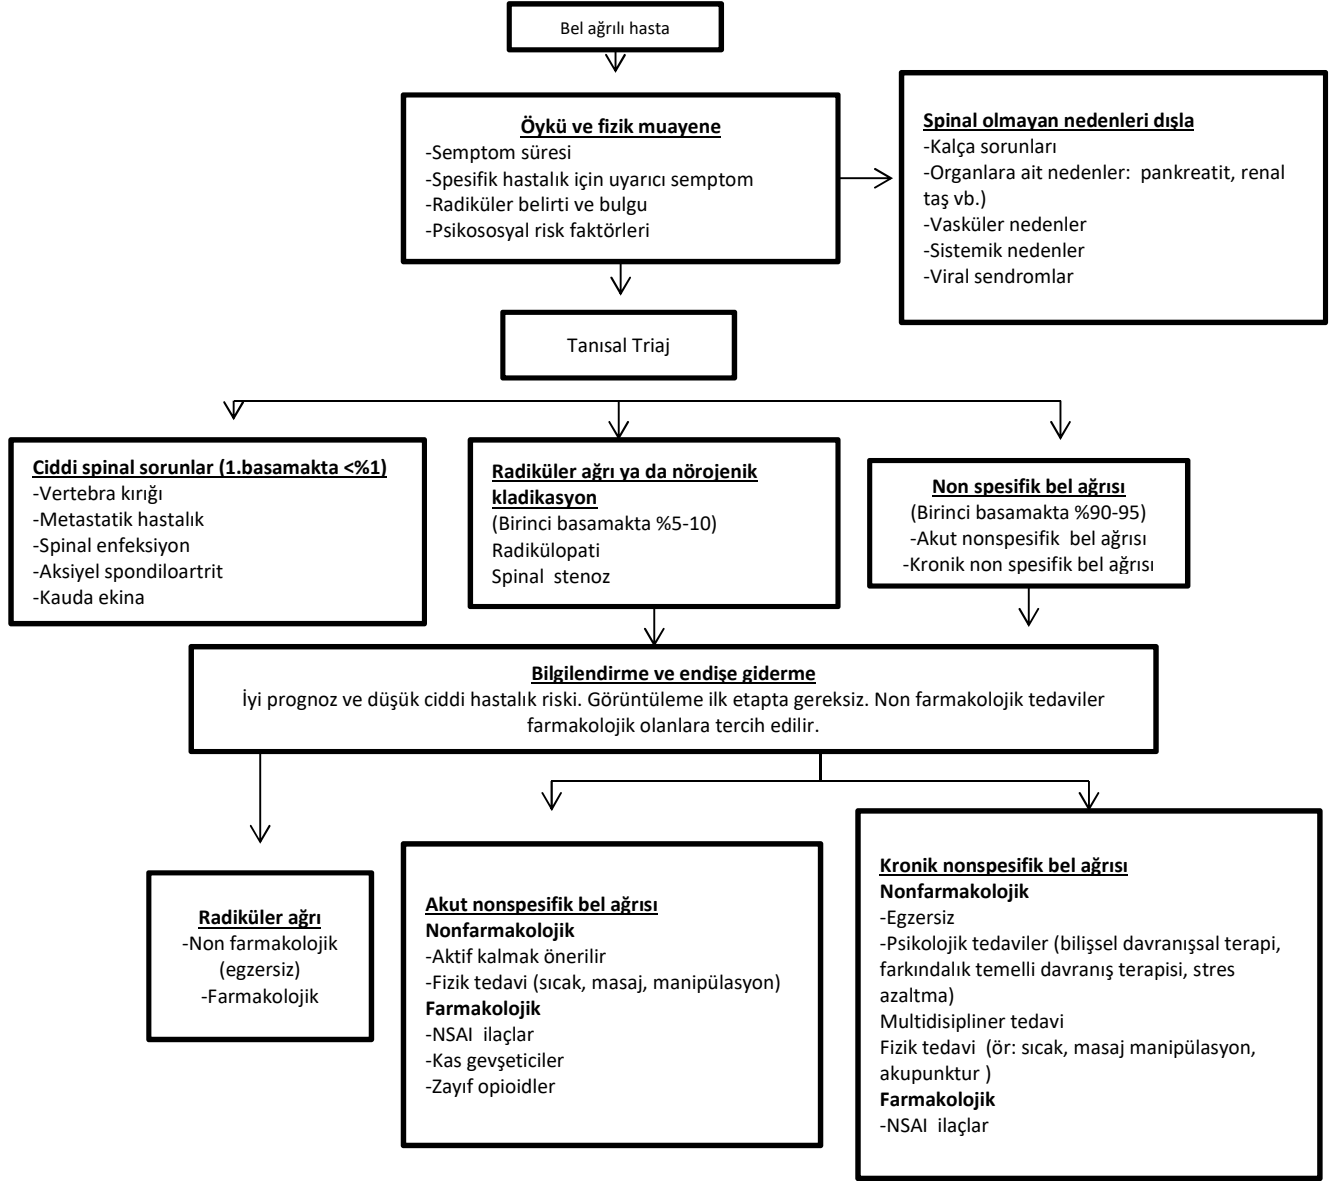 Bel ağrılı hasta
Öykü ve fizik muayene
-Semptom süresi
-Spesifik hastalık için uyarıcı semptom
-Radiküler belirti ve bulgu
-Psikososyal risk faktörleri
Spinal olmayan nedenleri dışla
-Kalça sorunları
-Organlara ait nedenler: pankreatit, renal
taş vb.)
-Vasküler nedenler
-Sistemik nedenler
-Viral sendromlar
Tanısal Triaj
Ciddi spinal sorunlar (1.basamakta <%1)
-Vertebra kırığı
-Metastatik hastalık
-Spinal enfeksiyon
-Aksiyel spondiloartrit
-Kauda ekina
Radiküler ağrı ya da nörojenik
kladikasyon
(Birinci basamakta %5-10)
Radikülopati
Spinal stenoz
Non spesifik bel ağrısı
(Birinci basamakta %90-95)
-Akut nonspesifik bel ağrısı
-Kronik non spesifik bel ağrısı
Bilgilendirme ve endişe giderme
İyi prognoz ve düşük ciddi hastalık riski. Görüntüleme ilk etapta gereksiz. Non farmakolojik tedaviler
farmakolojik olanlara tercih edilir.
Radiküler ağrı
-Non farmakolojik
(egzersiz)
-Farmakolojik
Akut nonspesifik bel ağrısı
Nonfarmakolojik
-Aktif kalmak önerilir
-Fizik tedavi (sıcak, masaj, manipülasyon)
Farmakolojik
-NSAI ilaçlar
-Kas gevşeticiler
-Zayıf opioidler
Kronik nonspesifik bel ağrısı
Nonfarmakolojik
-Egzersiz
-Psikolojik tedaviler (bilişsel davranışsal terapi,
farkındalık temelli davranış terapisi, stres
azaltma)
Multidisipliner tedavi
Fizik tedavi (ör: sıcak, masaj manipülasyon,
akupunktur )
Farmakolojik
-NSAI ilaçlar